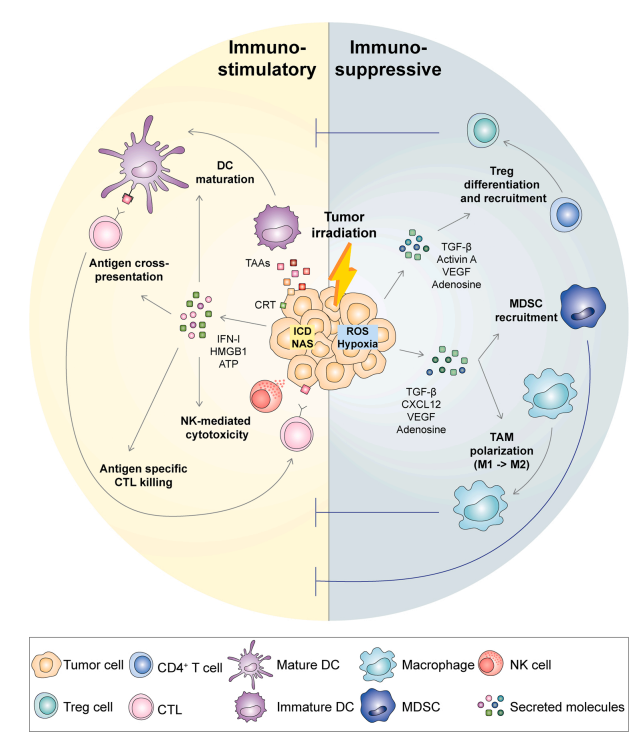 Immuno-
stimulatory
Immuno-
suppressive
DC
maturation
Treg
differentiation
and recruitment
Tumor
irradiation
TGF-β
Activin A
VEGF
Adenosine
Antigen cross-
presentation
TAAs
CRT
MDSC
recruitment
ICD
NAS
ROS
Hypoxia
IFN-I
HMGB1
ATP
TGF-β
CXCL12
VEGF
Adenosine
NK-mediated
cytotoxicity
TAM
polarization
(M1 -> M2)
Antigen specific
CTL killing
Tumor cell
CD4⁺ T cell
Mature DC
Macrophage
NK cell
Treg cell
CTL
Immature DC
MDSC
Secreted molecules